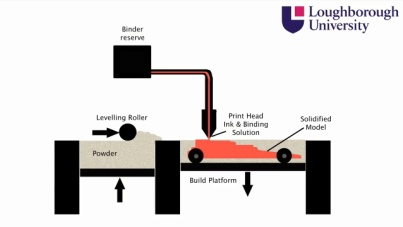 Loughborough
University
Binder
reserve
Levelling Roller
Print Head
Ink & Binding
Solution
Solidified
Model
Powder
Build Platform